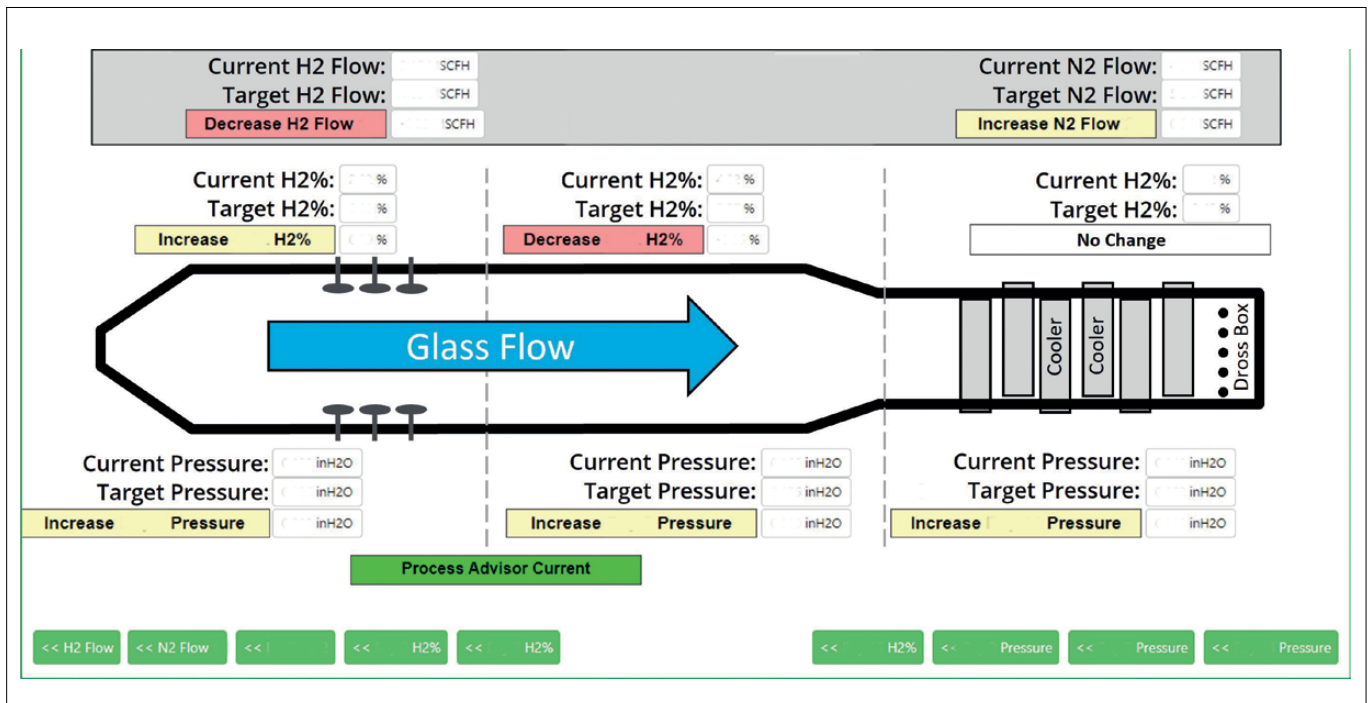 Current H2 Flow: SCFH
Current N2 Flow: SCFH
Target H2 Flow: SCFH
Target N2 Flow: SCFH
Decrease H2 Flow SCFH
Increase N2 Flow SCFH
Current H2%: %
Current H2%: %
Current H2%: %
Target H2%: %
Target H2%: %
Target H2%: %
Increase H2% %
Decrease H2% %
No Change
Glass Flow
Cooler
Cooler
Dross Box
Current Pressure: inH2O
Current Pressure: inH2O
Current Pressure: inH2O
Target Pressure: inH2O
Target Pressure: inH2O
Target Pressure: inH2O
Increase Pressure inH2O
Increase Pressure inH2O
Increase Pressure inH2O
Process Advisor Current
<< H2 Flow
<< N2 Flow
<<
<< H2%
<< H2%
<< H2%
<< Pressure
<< Pressure
<< Pressure